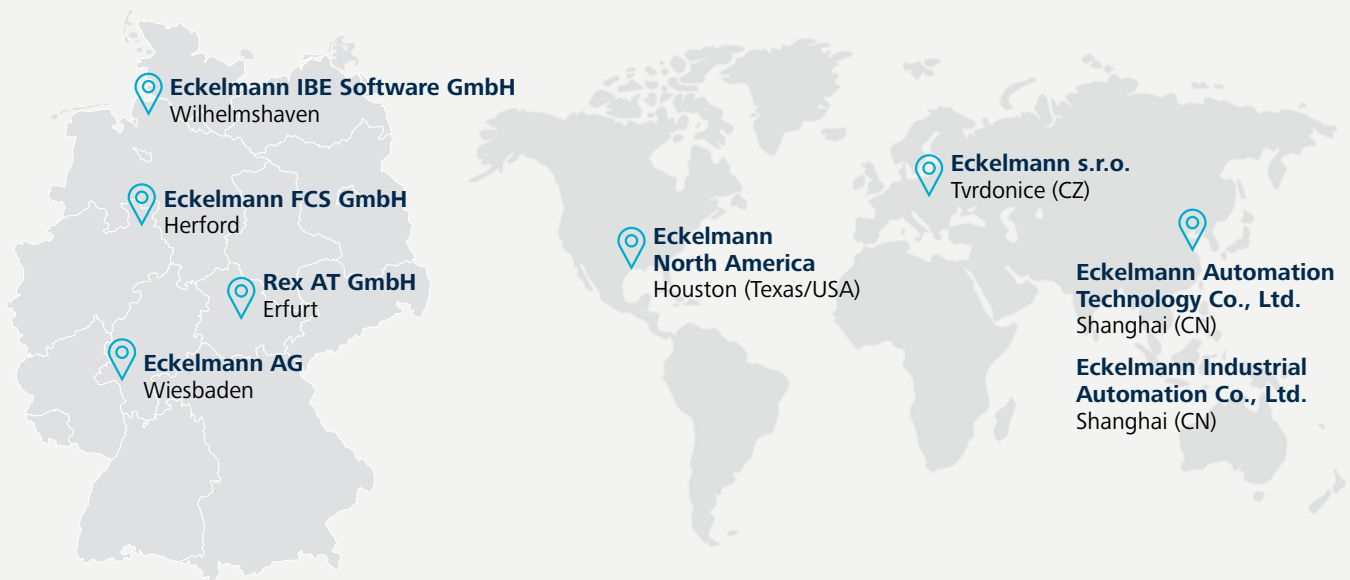 Eckelmann IBE Software GmbH
Wilhelmshaven
Eckelmann FCS GmbH
Herford
Rex AT GmbH
Erfurt
Eckelmann AG
Wiesbaden
Eckelmann
North America
Houston (Texas/USA)
Eckelmann s.r.o.
Tvrdonice (CZ)
Eckelmann Automation
Technology Co., Ltd.
Shanghai (CN)
Eckelmann Industrial
Automation Co., Ltd.
Shanghai (CN)